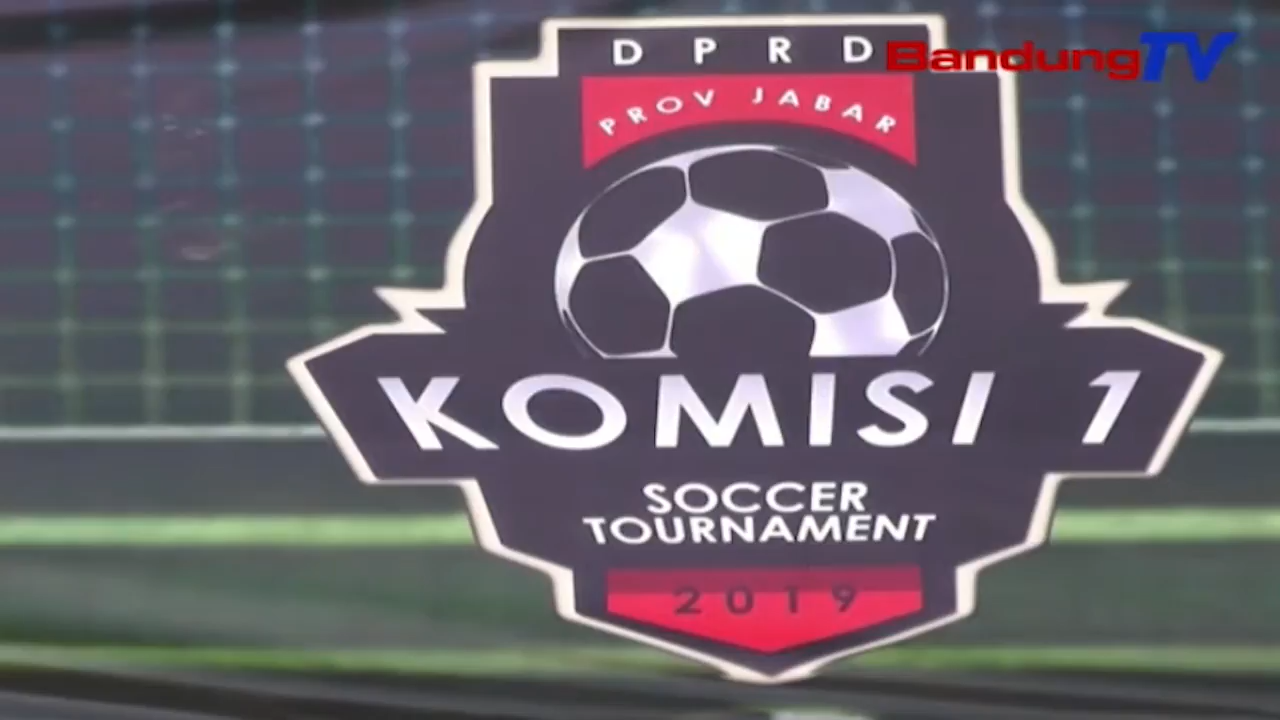 DPRD
BandungTV
PROV JABAR
KOMISI 1
SOCCER
TOURNAMENT
2019